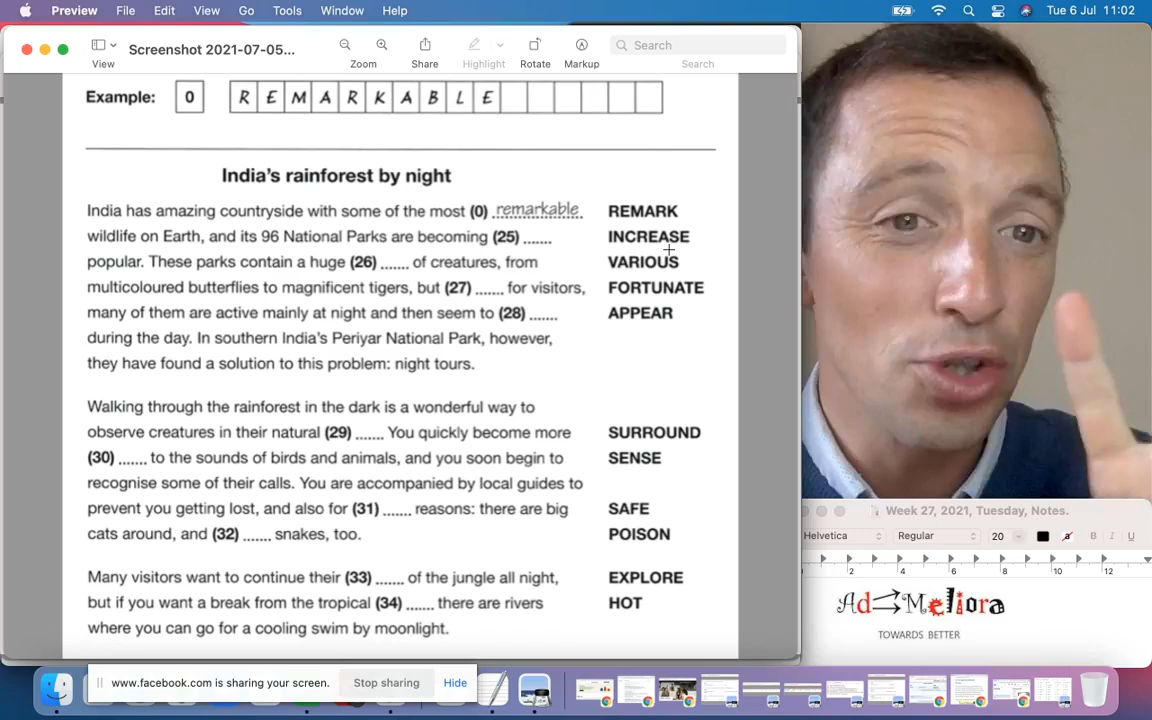 Preview File Edit View Go Tools Window Help Tue 6 Jul 11:02
Screenshot 2021-07-05... Search
View Zoom Share Highlight Rotate Markup Search
Example: 0 R E M A R K A B L E
India's rainforest by night
India has amazing countryside with some of the most (0) remarkable REMARK
wildlife on Earth, and its 96 National Parks are becoming (25) ....... INCREASE
popular. These parks contain a huge (26) ....... of creatures, from VARIOUS
multicoloured butterflies to magnificent tigers, but (27) ....... for visitors, FORTUNATE
many of them are active mainly at night and then seem to (28) ....... APPEAR
during the day. In southern India's Periyar National Park, however,
they have found a solution to this problem: night tours.
Walking through the rainforest in the dark is a wonderful way to
observe creatures in their natural (29) ....... You quickly become more SURROUND
(30) ....... to the sounds of birds and animals, and you soon begin to SENSE
recognise some of their calls. You are accompanied by local guides to
prevent you getting lost, and also for (31) ....... reasons: there are big SAFE
cats around, and (32) ....... snakes, too. POISON
Many visitors want to continue their (33) ....... of the jungle all night, EXPLORE
but if you want a break from the tropical (34) ....... there are rivers HOT
where you can go for a cooling swim by moonlight.
Week 27, 2021, Tuesday, Notes.
Helvetica Regular 20 a B I U
2 4 6 8 10 12
Ad Meliora
TOWARDS BETTER
www.facebook.com is sharing your screen. Stop sharing Hide